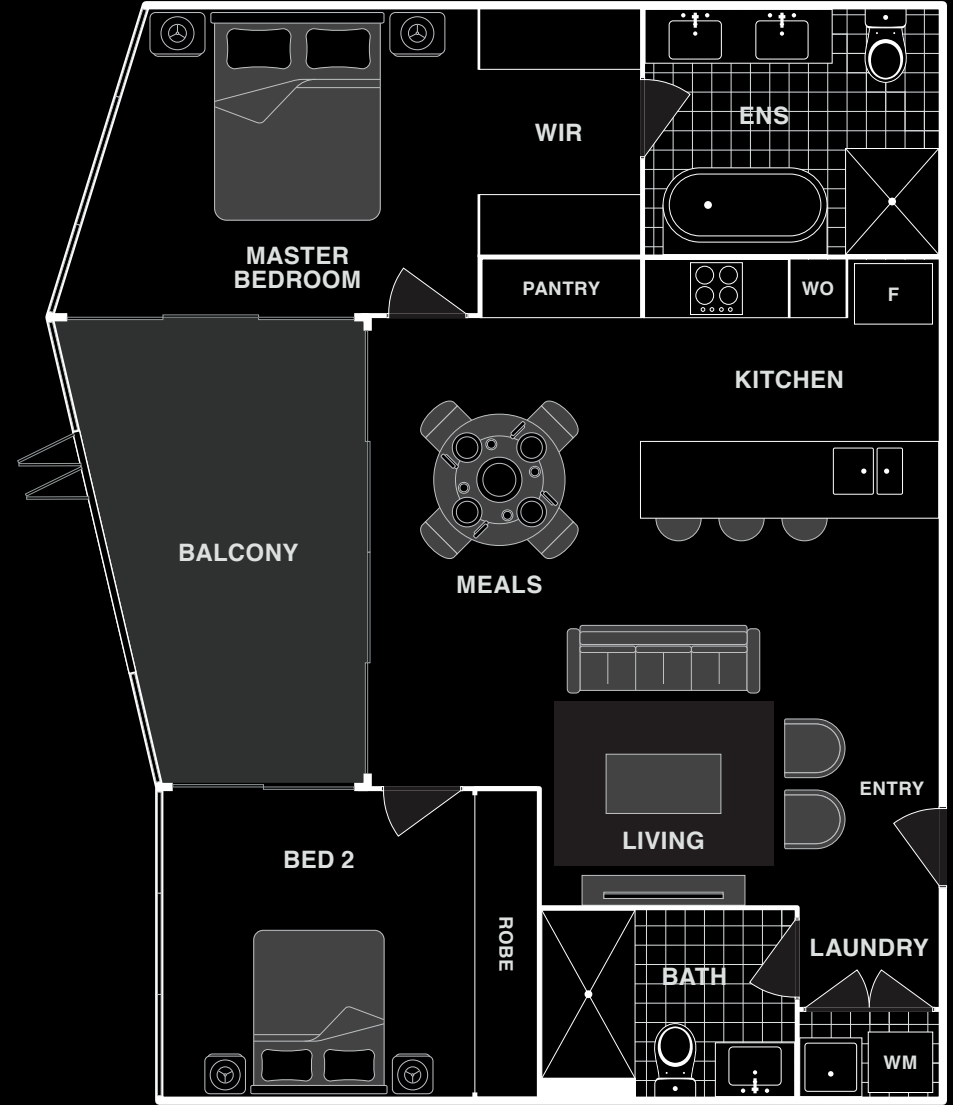 WIR
ENS
MASTER
BEDROOM
PANTRY
WO
F
KITCHEN
BALCONY
MEALS
ENTRY
LIVING
BED 2
ROBE
LAUNDRY
BATH
WM